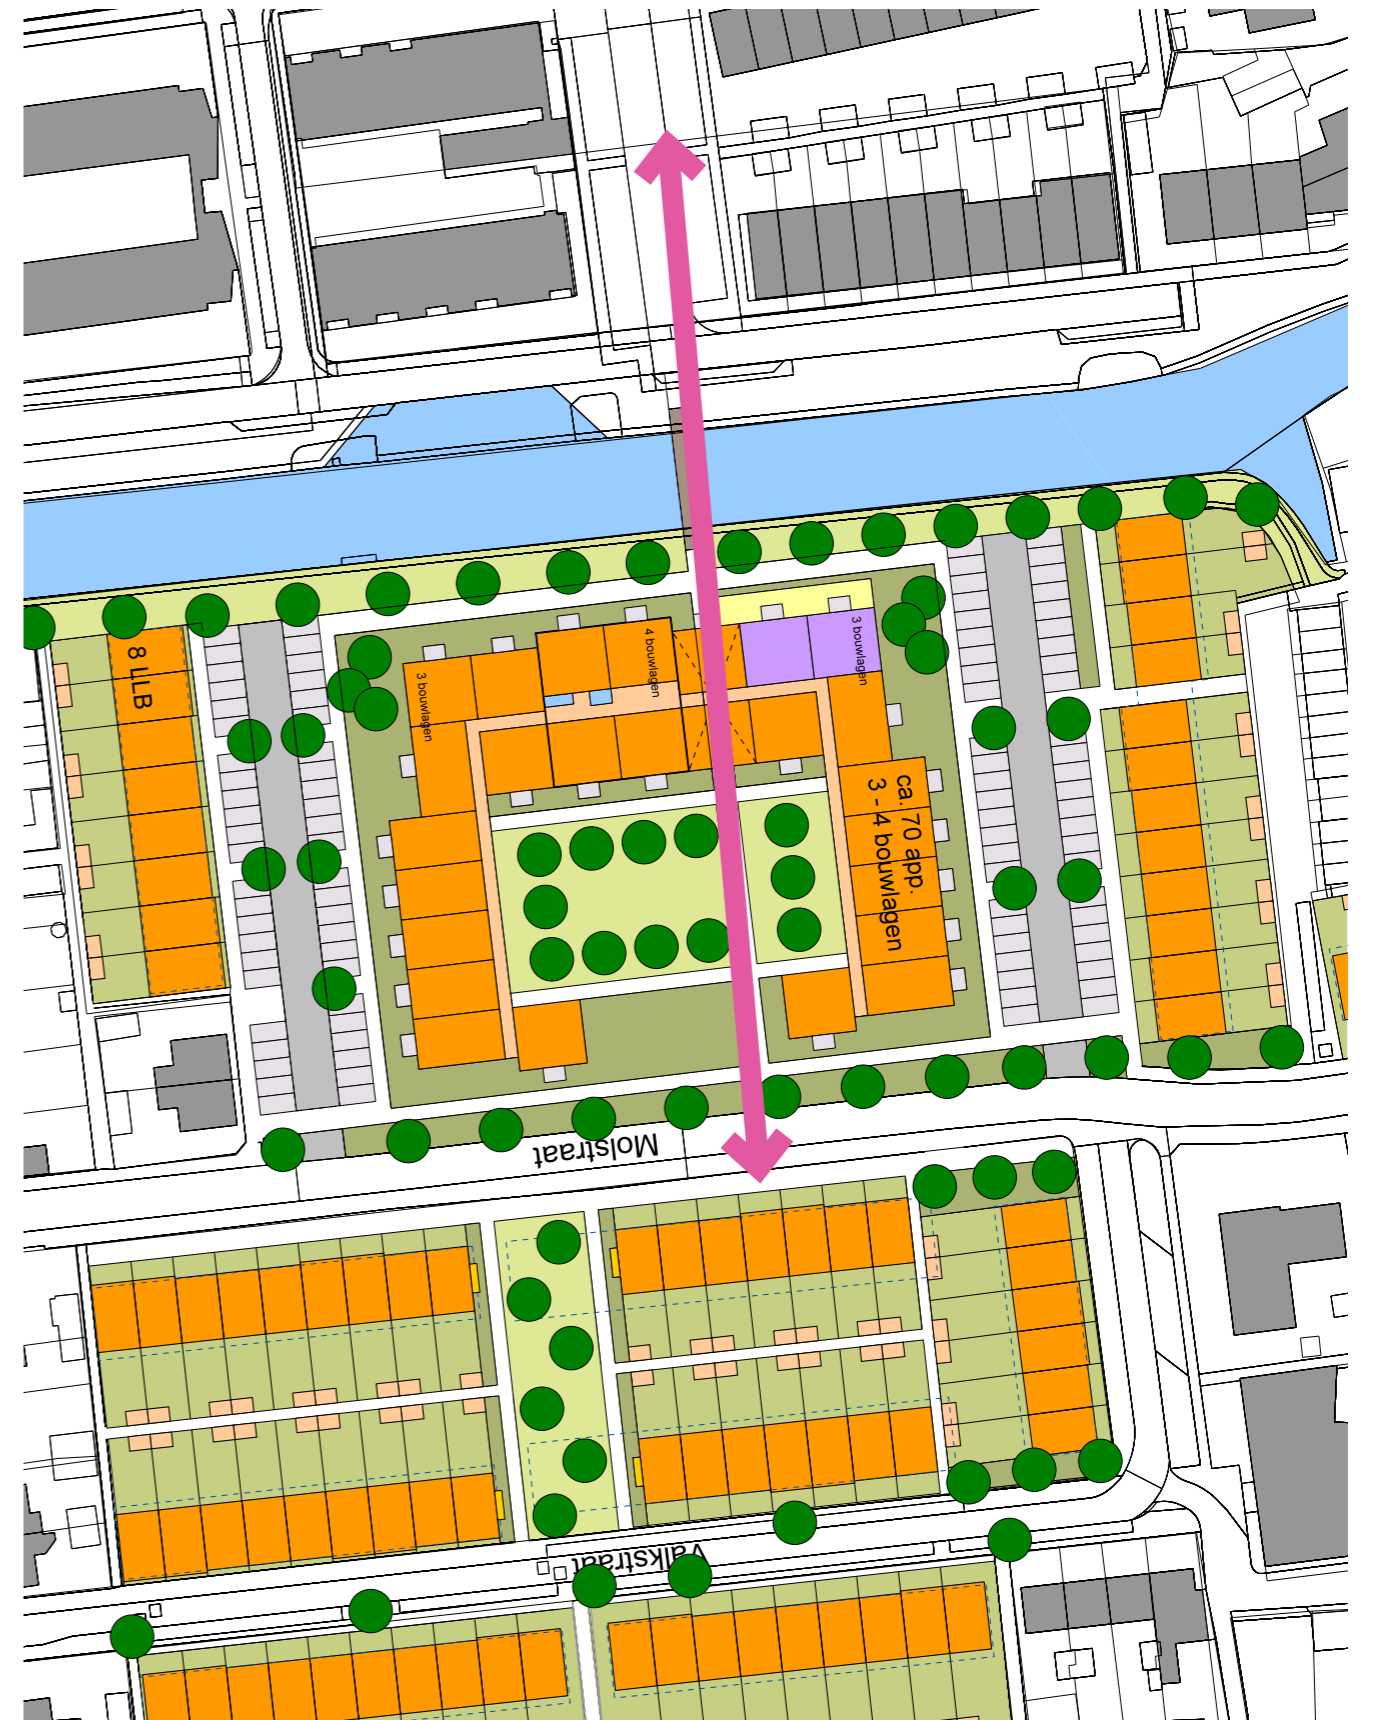 3 bouwlagen
4 bouwlagen
8 LLB
3 bouwlagen
ca. 70 app.
3 - 4 bouwlagen
Molstraat
Valkstraat